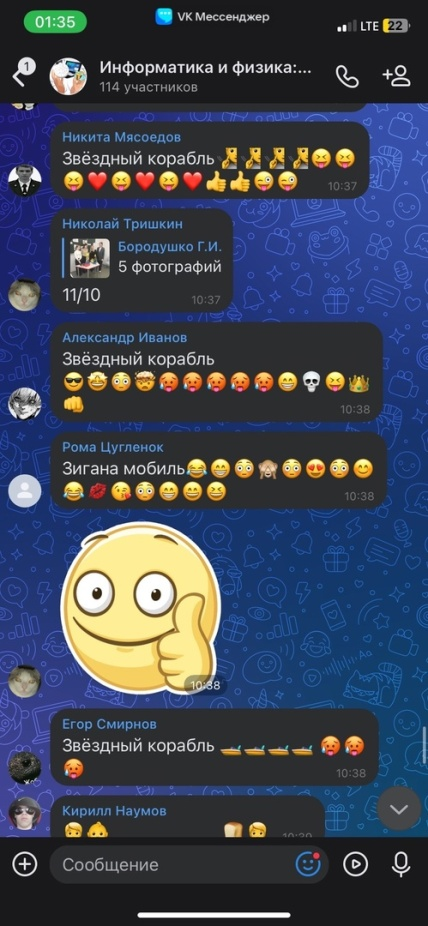 01:35
VK Мессенджер
LTE 22
1
Информатика и физика:...
114 участников
Никита Мясоедов
Звёздный корабль
10:37
Николай Тришкин
Бородушко Г.И.
5 фотографий
11/10
10:37
Александр Иванов
Звёздный корабль
10:38
Рома Цугленок
Зигана мобиль
10:38
10:38
Егор Смирнов
Звёздный корабль
10:38
Кирилл Наумов
Сообщение